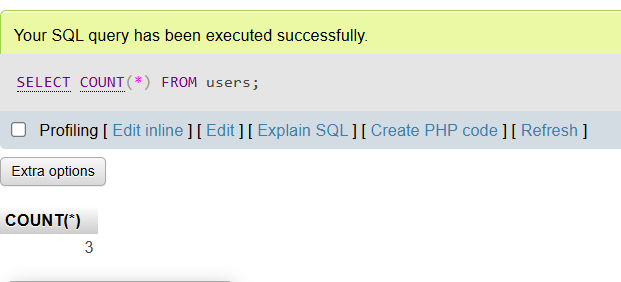 Your SQL query has been executed successfully.
SELECT COUNT(*) FROM users;
Profiling [ Edit inline ] [ Edit ] [ Explain SQL ] [ Create PHP code ] [ Refresh ]
Extra options
COUNT(*)
3